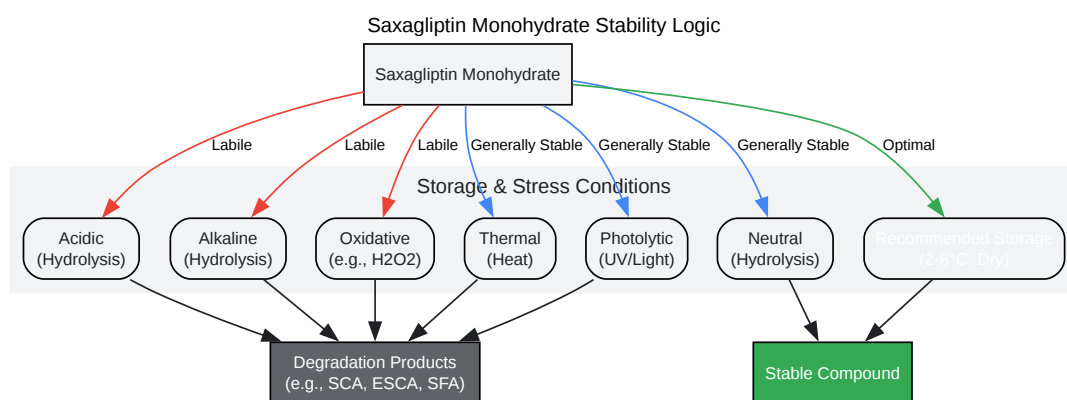 Saxagliptin Monohydrate Stability Logic
Saxagliptin Monohydrate
Labile
Labile
Labile
Generally Stable
Generally Stable
Generally Stable
Optimal
Storage & Stress Conditions
Acidic
(Hydrolysis)
Alkaline
(Hydrolysis)
Oxidative
(e.g., H2O2)
Thermal
(Heat)
Photolytic
(UV/Light)
Neutral
(Hydrolysis)
Recommended Storage
(2-8°C, Dry)
Degradation Products
(e.g., SCA, ESCA, SFA)
Stable Compound